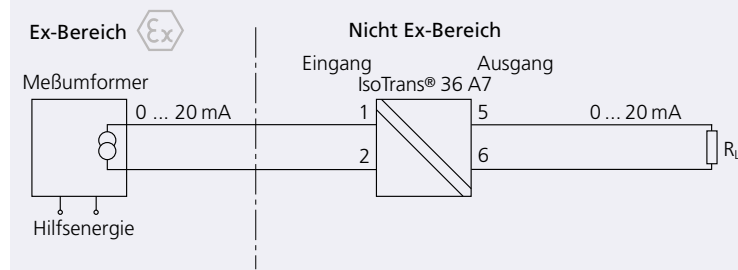 Ex-Bereich εx
Nicht Ex-Bereich
Eingang
Ausgang
IsoTrans® 36 A7
Meßumformer
0 ... 20 mA
1
5
0 ... 20 mA
2
6
RL
Hilfsenergie